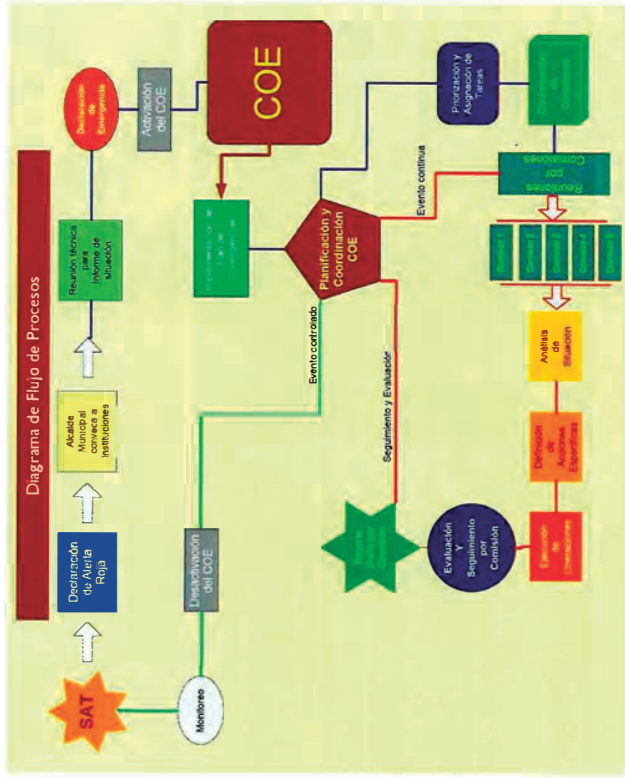 Diagrama de Flujo de Procesos
SAT
Declaración
de Alerta
Roja
Alcalde
Municipal
convoca a
Instituciones
Reunión técnica
para
Informe de
situación
Declaración
de
Emergencia
Activación
del COE
COE
Monitoreo
Desactivación
del COE
Evento controlado
Planificación y
Coordinación
COE
Seguimiento y Evaluación
Evento continua
Priorización y
Asignación de
Tareas
Reuniones
por
Comisiones
Análisis
de
Situación
Definición
de
Acciones
Específicas
Ejecución
de
Operaciones
Evaluación
Y
Seguimiento por
Comisión